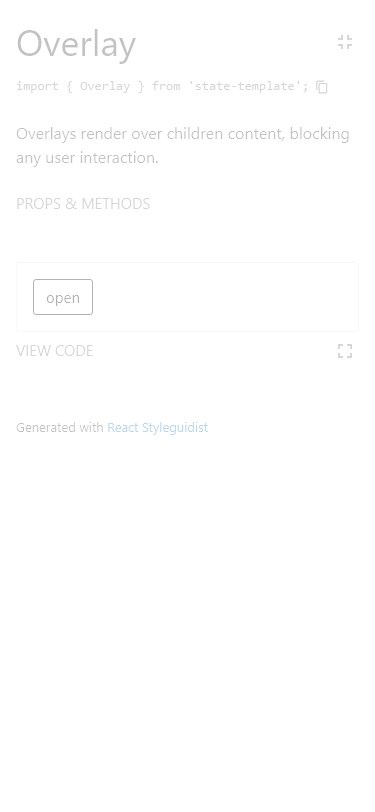 Overlay
import { Overlay } from 'state-template';
Overlays render over children content, blocking
any user interaction.
PROPS & METHODS
open
VIEW CODE
Generated with React Styleguidist